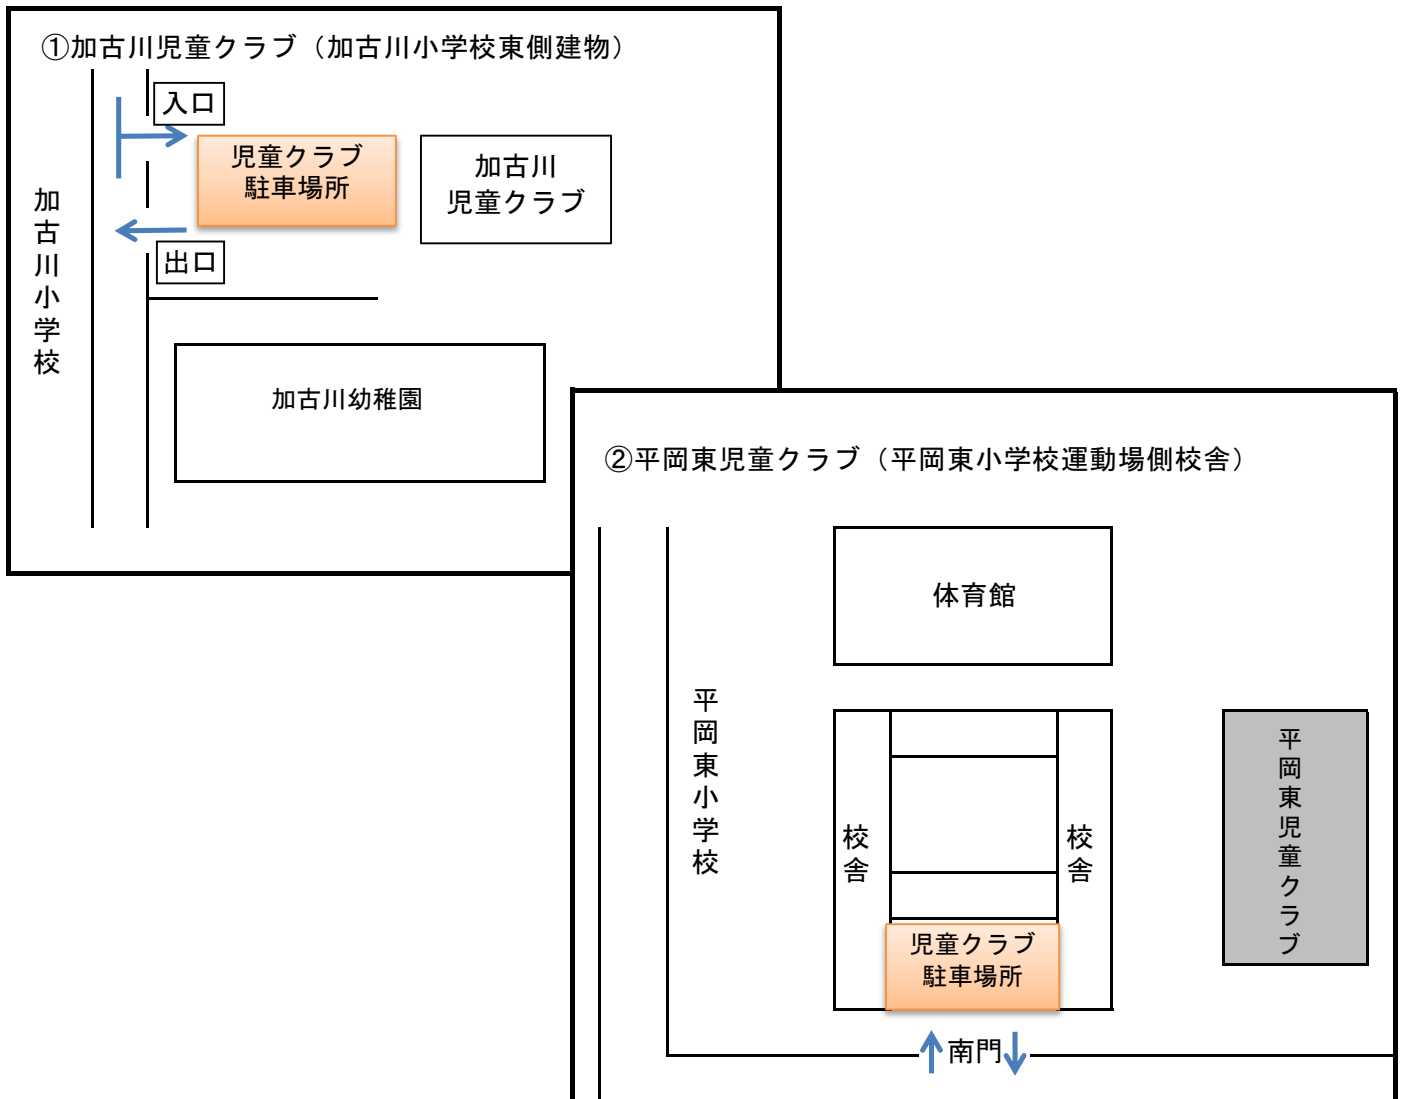 ①加古川児童クラブ（加古川小学校東側建物）
入口
児童クラブ
駐車場所
加古川
児童クラブ
加古川小学校
出口
加古川幼稚園
②平岡東児童クラブ（平岡東小学校運動場側校舎）
体育館
平岡東小学校
校舎
校舎
平岡東児童クラブ
児童クラブ
駐車場所
南門